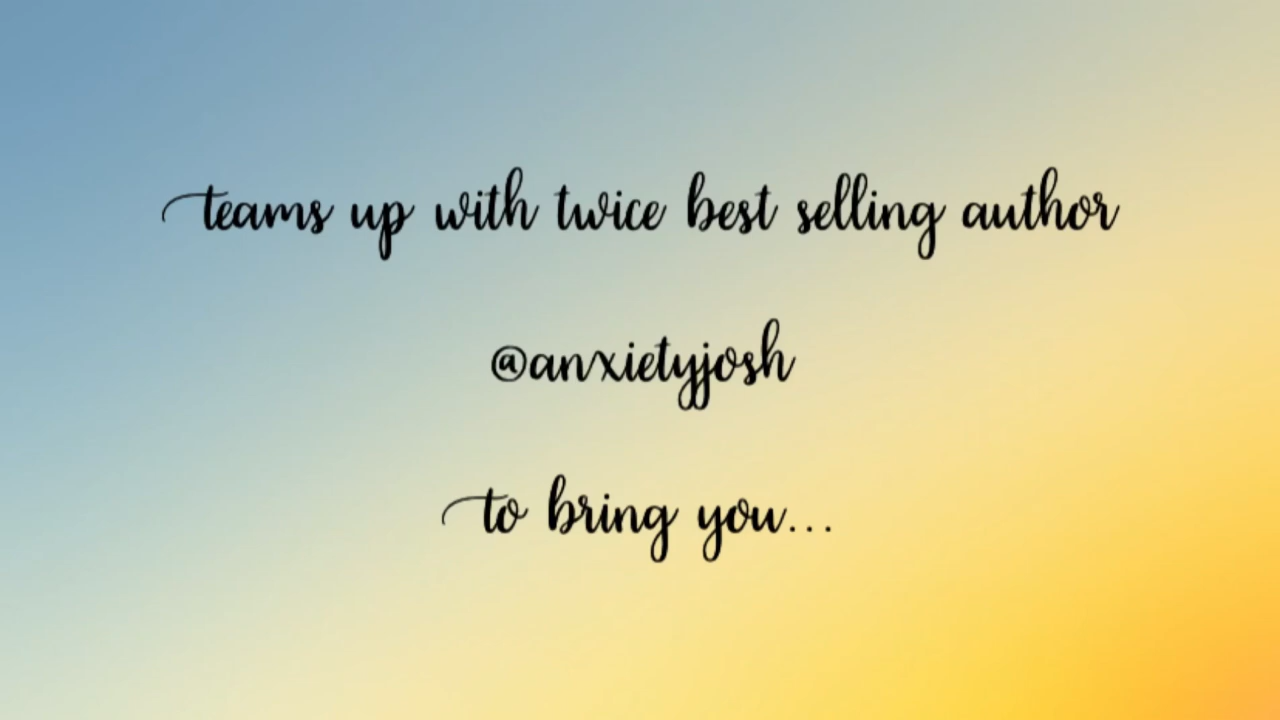 teams up with twice best selling author
@anxietyjosh
to bring you...